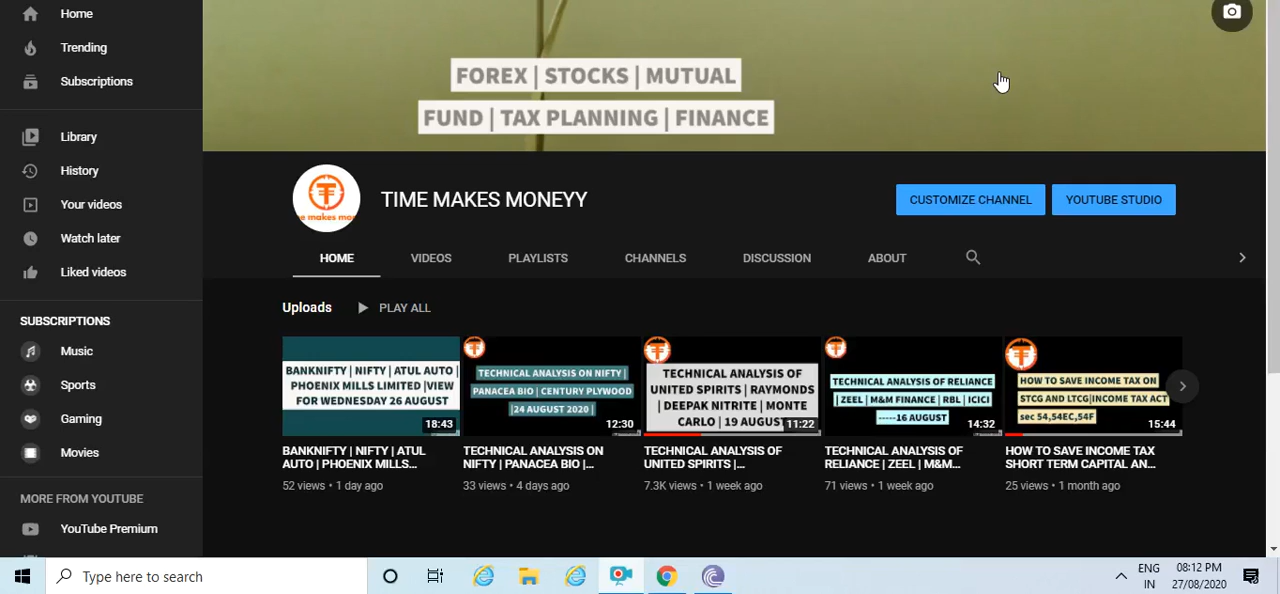 Home
Trending
Subscriptions
Library
History
Your videos
Watch later
Liked videos
SUBSCRIPTIONS
Music
Sports
Gaming
Movies
MORE FROM YOUTUBE
YouTube Premium
FOREX | STOCKS | MUTUAL
FUND | TAX PLANNING | FINANCE
TIME MAKES MONEYY
CUSTOMIZE CHANNEL
YOUTUBE STUDIO
HOME
VIDEOS
PLAYLISTS
CHANNELS
DISCUSSION
ABOUT
Uploads
PLAY ALL
BANKNIFTY | NIFTY | ATUL AUTO |
PHOENIX MILLS LIMITED |VIEW
FOR WEDNESDAY 26 AUGUST
18:43
BANKNIFTY | NIFTY | ATUL
AUTO | PHOENIX MILLS...
52 views • 1 day ago
TECHNICAL ANALYSIS ON NIFTY |
PANACEA BIO | CENTURY PLYWOOD
|24 AUGUST 2020 |
12:30
TECHNICAL ANALYSIS ON
NIFTY | PANACEA BIO |...
33 views • 4 days ago
TECHNICAL ANALYSIS OF
UNITED SPIRITS | RAYMONDS
| DEEPAK NITRITE | MONTE
CARLO | 19 AUGUST
11:22
TECHNICAL ANALYSIS OF
UNITED SPIRITS |...
7.3K views • 1 week ago
TECHNICAL ANALYSIS OF RELIANCE
| ZEEL | M&M FINANCE | RBL | ICICI
-----16 AUGUST
14:32
TECHNICAL ANALYSIS OF
RELIANCE | ZEEL | M&M...
71 views • 1 week ago
HOW TO SAVE INCOME TAX ON
STCG AND LTCG|INCOME TAX ACT
sec 54,54EC,54F
15:44
HOW TO SAVE INCOME TAX
SHORT TERM CAPITAL AN...
25 views • 1 month ago
Type here to search
ENG
IN
08:12 PM
27/08/2020